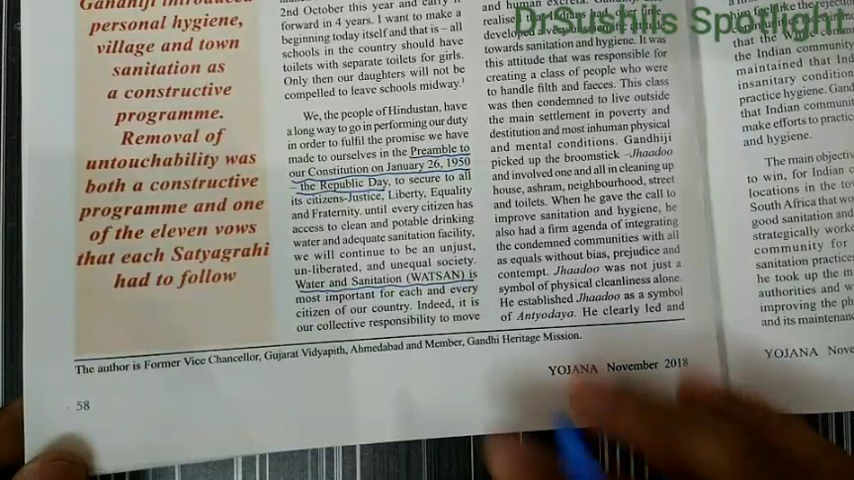 DrSushils Spotlight
Gandhiji introduced
personal hygiene,
village and town
sanitation as
a constructive
programme.
Removal of
untouchability was
both a constructive
programme and one
of the eleven vows
that each Satyagrahi
had to follow
2nd October this year and carry it
forward in 4 years. I want to make a
beginning today itself and that is – all
schools in the country should have
toilets with separate toilets for girls.
Only then our daughters will not be
compelled to leave schools midway.¹
We, the people of Hindustan, have
a long way to go in performing our duty
in order to fulfil the promise we have
made to ourselves in the Preamble to
our Constitution on January 26, 1950
– the Republic Day, to secure to all
its citizens-Justice, Liberty, Equality
and Fraternity. until every citizen has
access to clean and potable drinking
water and adequate sanitation facility,
we will continue to be an unjust,
un-liberated, and unequal society.
Water and Sanitation (WATSAN) is
most important for each and every
citizen of our country. Indeed, it is
our collective responsibility to move
and human
realise
developed
towards sanitation and hygiene. It was
this attitude that was responsible for
creating a class of people who were
to handle filth and faeces. This class
was then condemned to live outside
the main settlement in poverty and
destitution and most inhuman physical
and mental conditions. Gandhiji
picked up the broomstick –Jhaadoo
and involved one and all in cleaning up
house, ashram, neighbourhood, street
and toilets. When he gave the call to
improve sanitation and hygiene, he
also had a firm agenda of integrating
the condemned communities with all
as equals without bias, prejudice and
contempt. Jhaadoo was not just a
symbol of physical cleanliness alone.
He established Jhaadoo as a symbol
of Antyodaya. He clearly led and
the rejection
that the
the Indian community
maintained that Ind
insanitary condition
practice hygiene. Gand
that Indian communit
make efforts to practic
and hygiene.
The main objectiv
to win, for Indian c
locations in the to
South Africa that wo
good sanitation and
strategically worke
community for
sanitation practice
he took up the m
authorities and w
improving the ph
and its maintenan
The author is Former Vice Chancellor, Gujarat Vidyapith, Ahmedabad and Member, Gandhi Heritage Mission.
YOJANA November 2018
YOJANA Nove
58